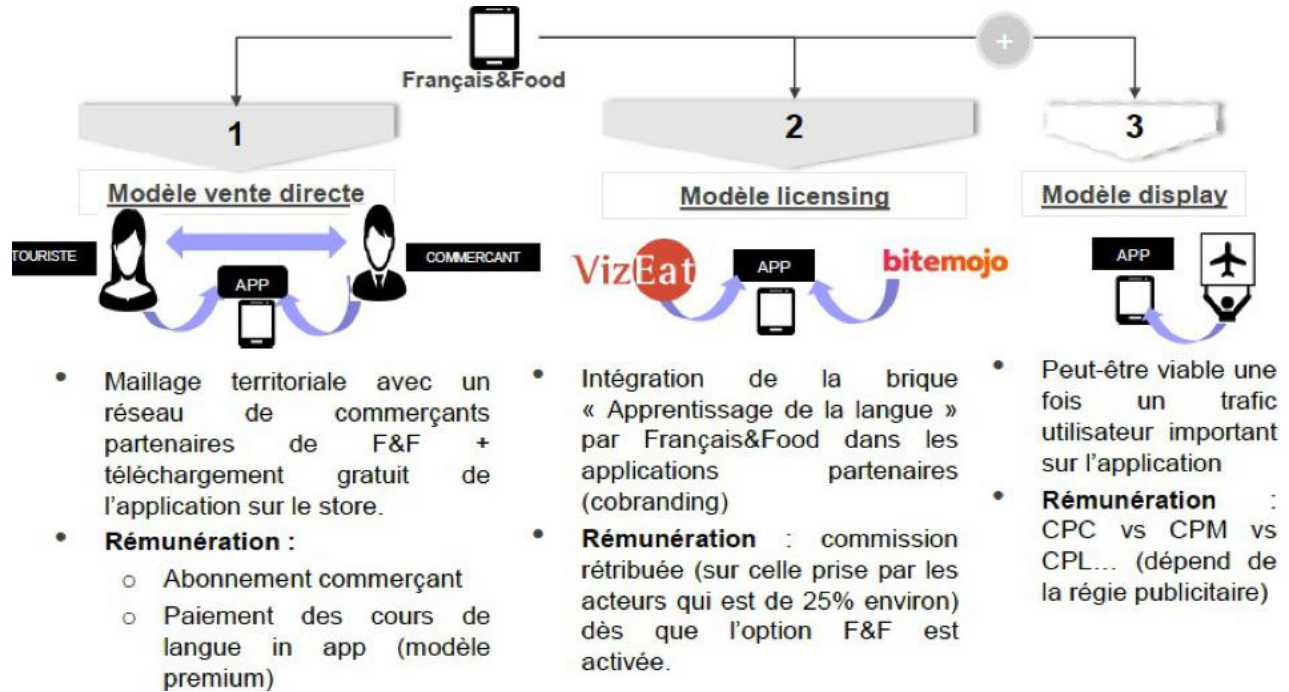 Français&Food
+
1
Modèle vente directe
TOURISTE
COMMERCANT
APP
• Maillage territoriale avec un
réseau de commerçants
partenaires de F&F +
téléchargement gratuit de
l'application sur le store.
• Rémunération :
o Abonnement commerçant
o Paiement des cours de
langue in app (modèle
premium)
2
Modèle licensing
VizEat
APP
bitemojo
• Intégration de la brique
« Apprentissage de la langue »
par Français&Food dans les
applications partenaires
(cobranding)
• Rémunération : commission
rétribuée (sur celle prise par les
acteurs qui est de 25% environ)
dès que l'option F&F est
activée.
3
Modèle display
APP
• Peut-être viable une
fois un trafic
utilisateur important
sur l'application
• Rémunération :
CPC vs CPM vs
CPL... (dépend de
la régie publicitaire)